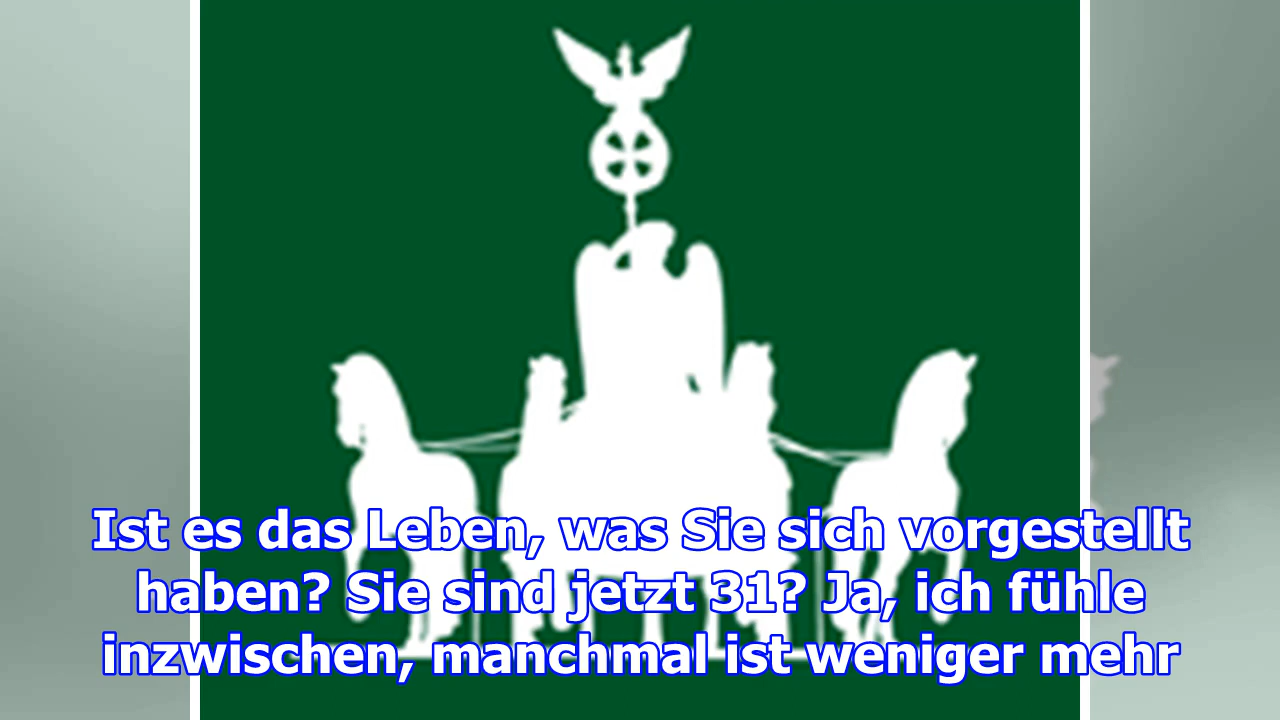 Ist es das Leben, was Sie sich vorgestellt
haben? Sie sind jetzt 31? Ja, ich fühle
inzwischen, manchmal ist weniger mehr